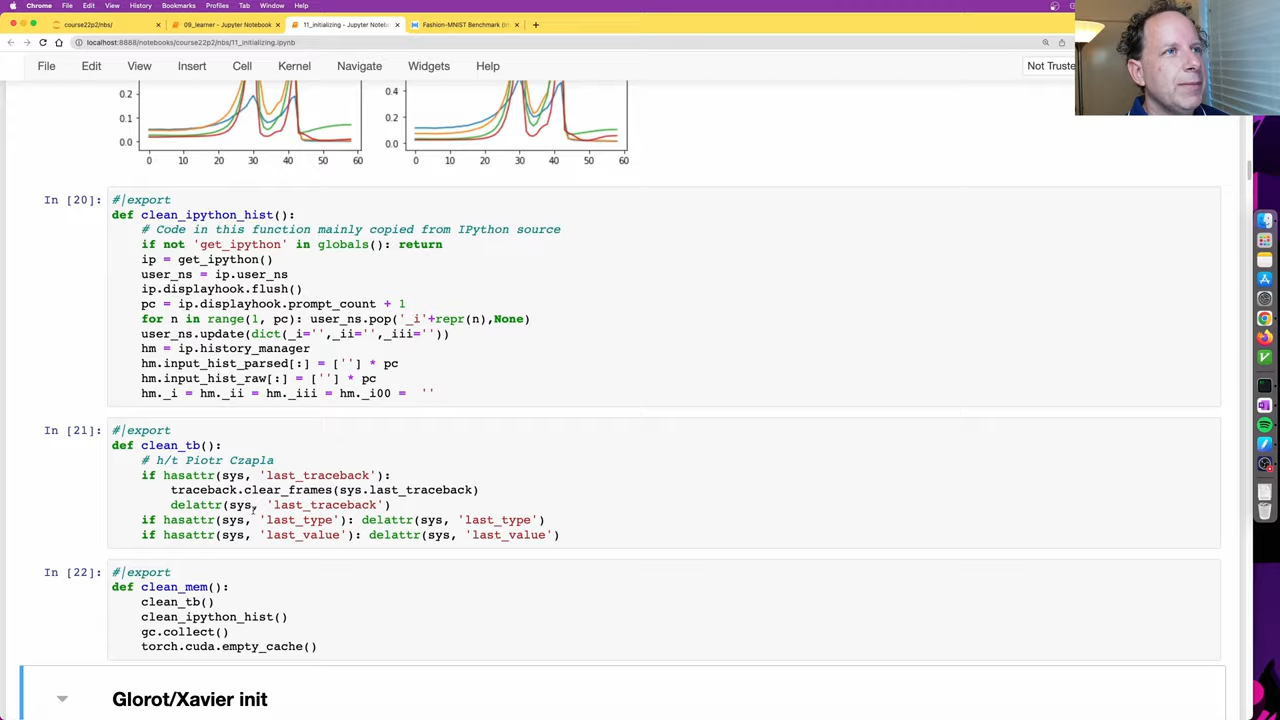 Chrome File Edit View History Bookmarks Profiles Tab Window Help
course22p2/nbs/ 09_learner - Jupyter Notebook 11_initializing - Jupyter Noteb Fashion-MNIST Benchmark (Im
localhost:8888/notebooks/course22p2/nbs/11_initializing.ipynb
File Edit View Insert Cell Kernel Navigate Widgets Help Not Truste
0.2
0.1
0.0
0 10 20 30 40 50 60
0.4
0.2
0.0
0 10 20 30 40 50 60
In [20]:
#|export
def clean_ipython_hist():
    # Code in this function mainly copied from IPython source
    if not 'get_ipython' in globals(): return
    ip = get_ipython()
    user_ns = ip.user_ns
    ip.displayhook.flush()
    pc = ip.displayhook.prompt_count + 1
    for n in range(1, pc): user_ns.pop('_i'+repr(n),None)
    user_ns.update(dict(_i='',_ii='',_iii=''))
    hm = ip.history_manager
    hm.input_hist_parsed[:] = [''] * pc
    hm.input_hist_raw[:] = [''] * pc
    hm._i = hm._ii = hm._iii = hm._i00 =  ''
In [21]:
#|export
def clean_tb():
    # h/t Piotr Czapla
    if hasattr(sys, 'last_traceback'):
        traceback.clear_frames(sys.last_traceback)
        delattr(sys, 'last_traceback')
    if hasattr(sys, 'last_type'): delattr(sys, 'last_type')
    if hasattr(sys, 'last_value'): delattr(sys, 'last_value')
In [22]:
#|export
def clean_mem():
    clean_tb()
    clean_ipython_hist()
    gc.collect()
    torch.cuda.empty_cache()
Glorot/Xavier init